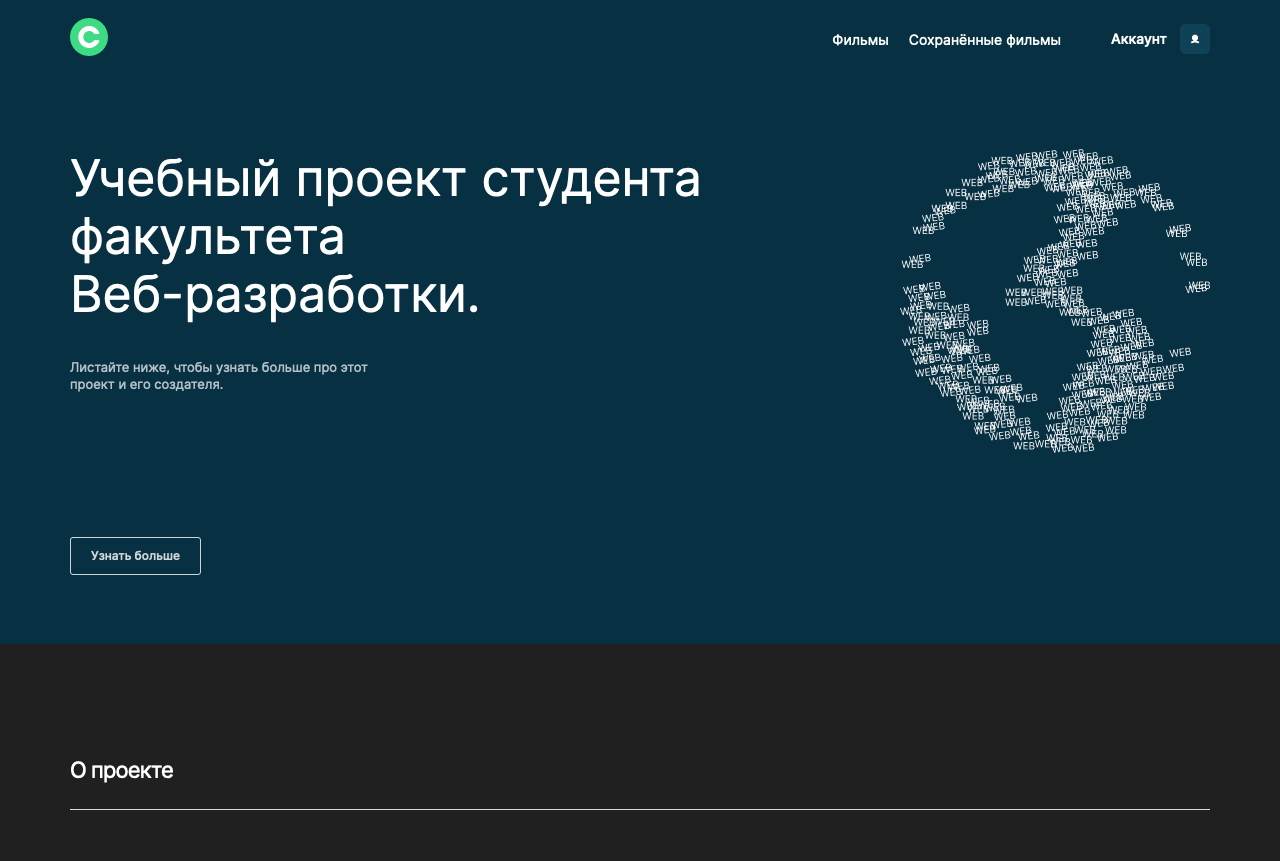 C
Фильмы Сохранённые фильмы Аккаунт
Учебный проект студента
факультета
Веб-разработки.
WEB
Листайте ниже, чтобы узнать больше про этот
проект и его создателя.
Узнать больше
О проекте